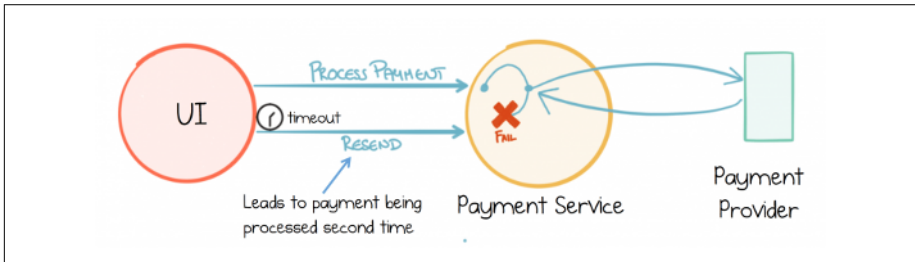 PROCESS PAYMENT
UI
timeout
RESEND
FAIL
Leads to payment being
processed second time
Payment Service
Payment
Provider